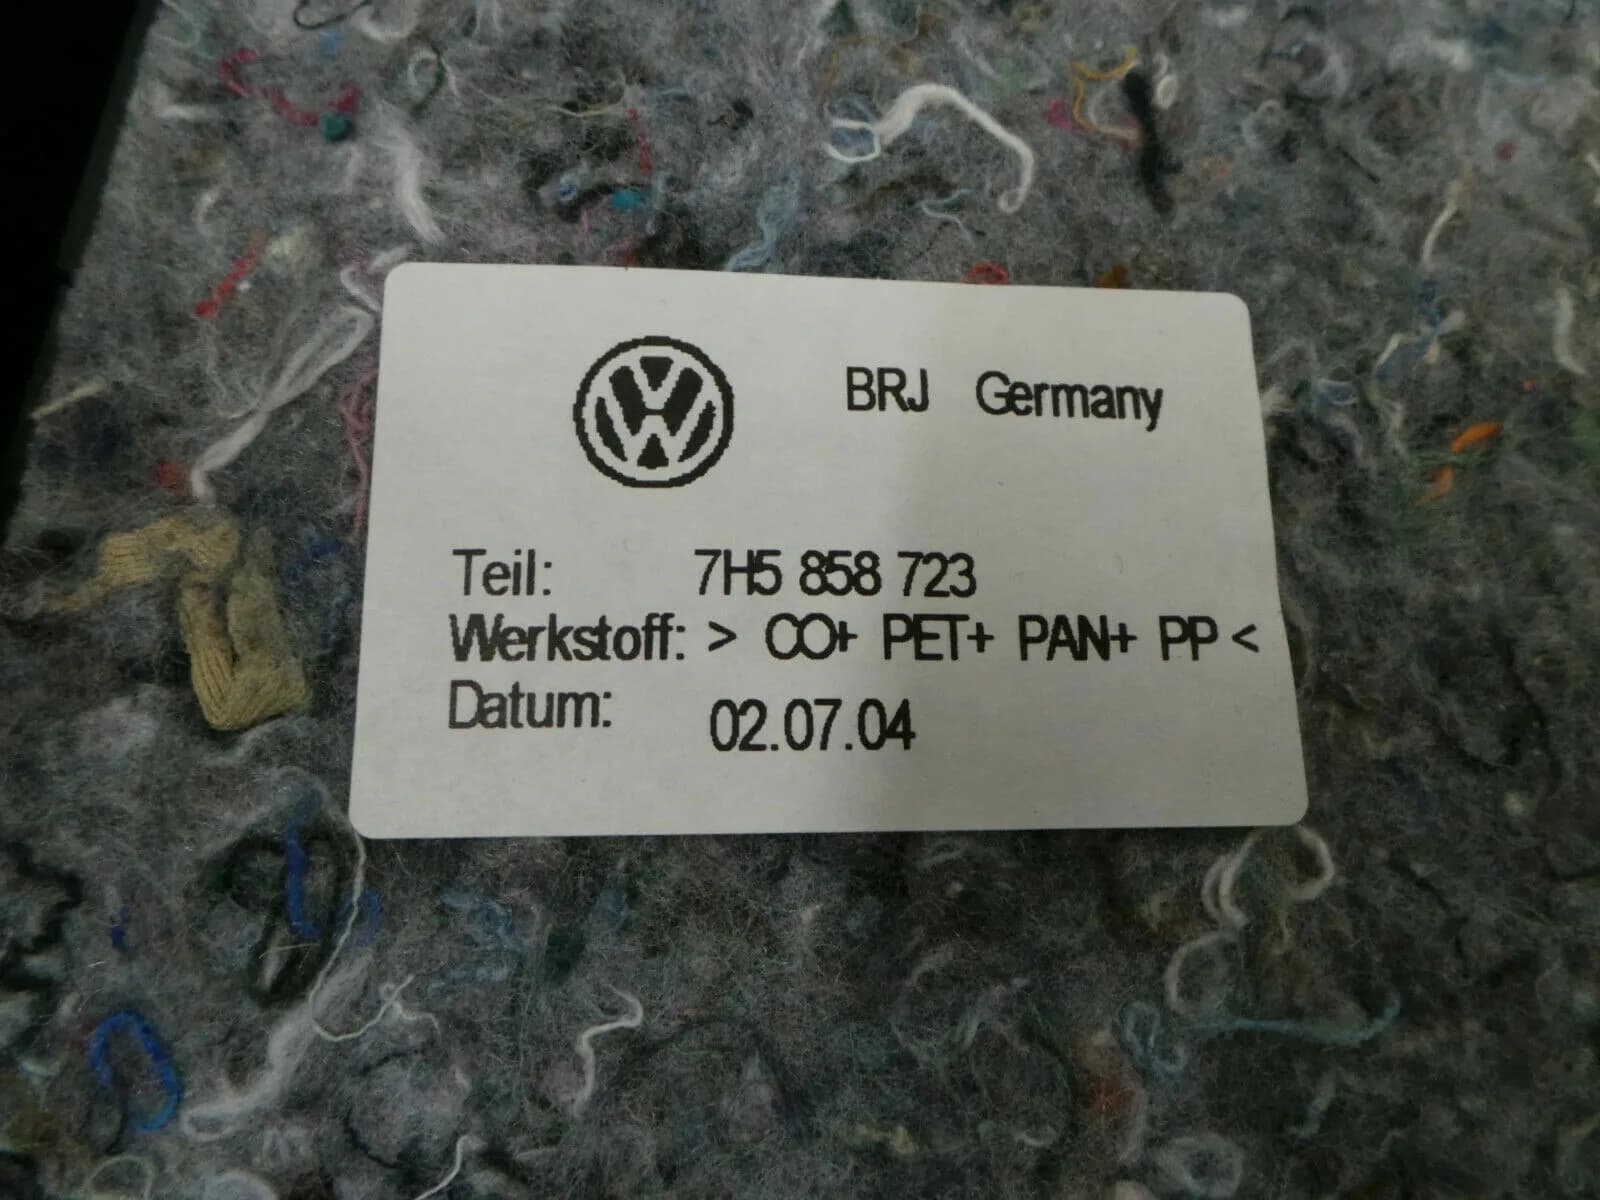 BRJ Germany
Teil: 7H5 858 723
Werkstoff: > CO+ PET+ PAN+ PP <
Datum: 02.07.04